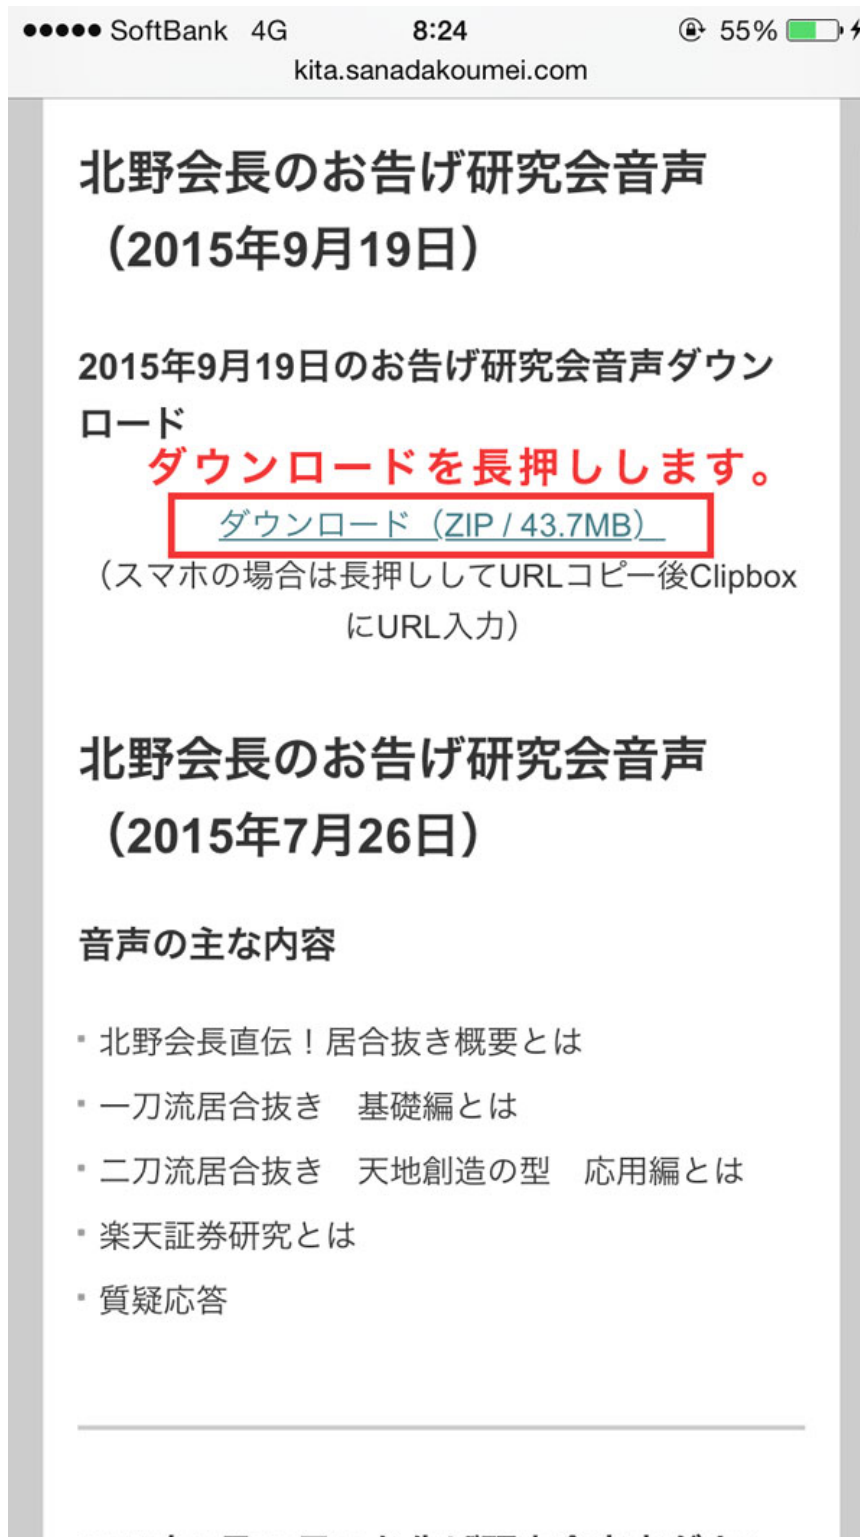 SoftBank 4G 8:24 55%
kita.sanadakoumei.com
北野会長のお告げ研究会音声
（2015年9月19日）
2015年9月19日のお告げ研究会音声ダウン
ロード
ダウンロードを長押しします。
ダウンロード（ZIP / 43.7MB）
（スマホの場合は長押ししてURLコピー後Clipbox
にURL入力）
北野会長のお告げ研究会音声
（2015年7月26日）
音声の主な内容
北野会長直伝！居合抜き概要とは
一刀流居合抜き　基礎編とは
二刀流居合抜き　天地創造の型　応用編とは
楽天証券研究とは
質疑応答